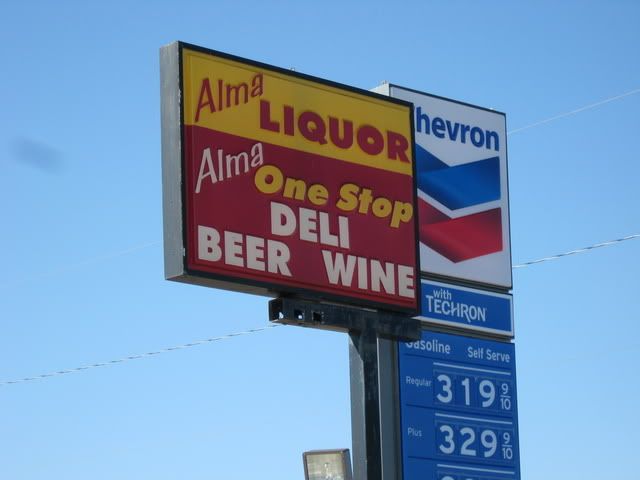 Alma
LIQUOR
Alma
One Stop
DELI
BEER WINE
hevron
with
TECHRON
Gasoline Self Serve
Regular 319 9/10
Plus 329 9/10